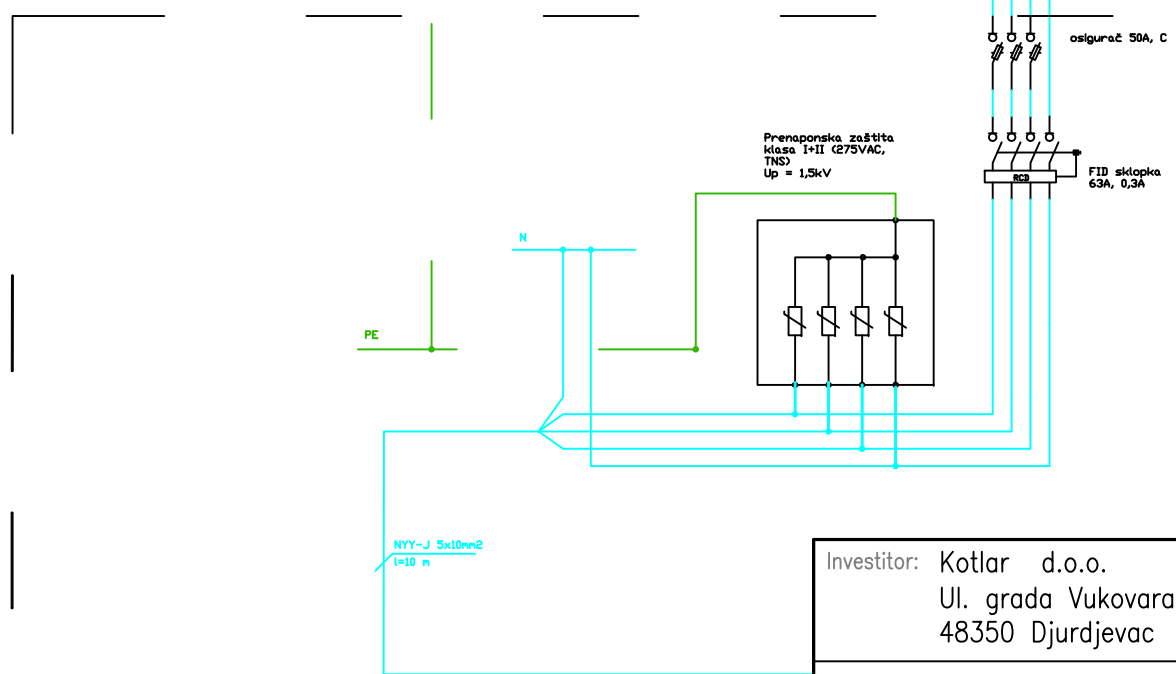 osigurač 50A, C
Prenaponska zaštita
klasa I+II (275VAC,
TNS)
Up = 1,5kV
RCD
FID sklopka
63A, 0,3A
N
PE
NYY-J 5x10mm2
l=10 m
Investitor: Kotlar d.o.o.
Ul. grada Vukovara
48350 Djurdjevac